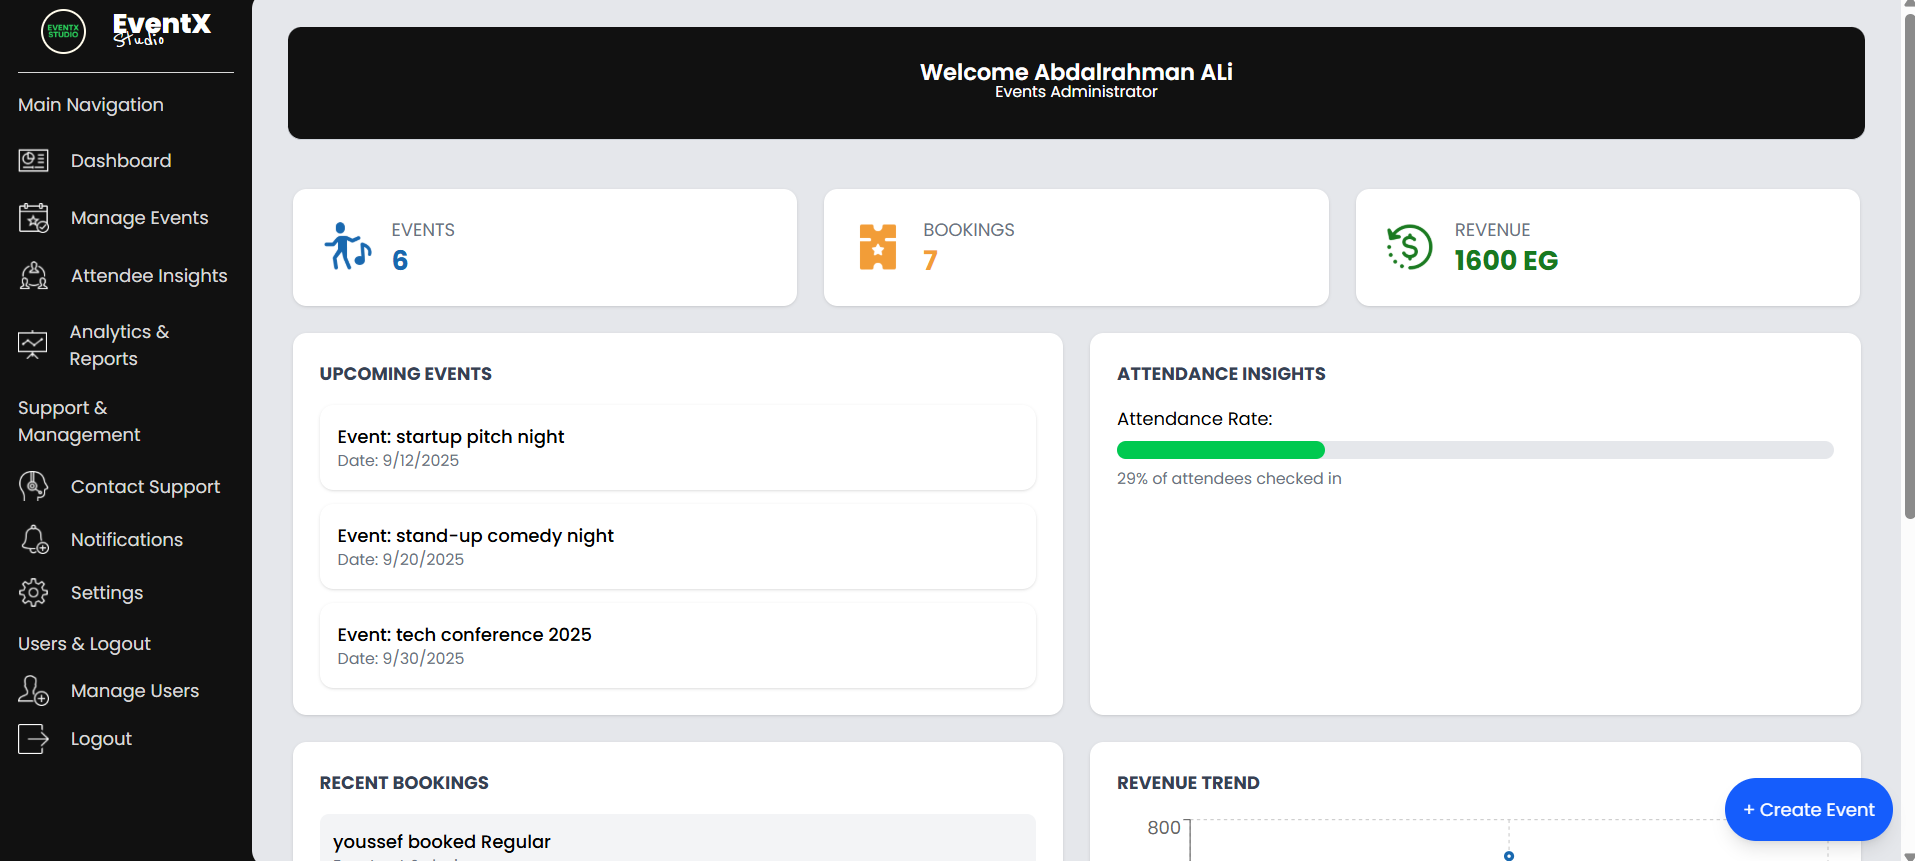 EVENTX
STUDIO
EventX
Studio
Main Navigation
Dashboard
Manage Events
Attendee Insights
Analytics &
Reports
Support &
Management
Contact Support
Notifications
Settings
Users & Logout
Manage Users
Logout
Welcome Abdalrahman ALi
Events Administrator
EVENTS
6
BOOKINGS
7
REVENUE
1600 EG
UPCOMING EVENTS
Event: startup pitch night
Date: 9/12/2025
Event: stand-up comedy night
Date: 9/20/2025
Event: tech conference 2025
Date: 9/30/2025
ATTENDANCE INSIGHTS
Attendance Rate:
29% of attendees checked in
RECENT BOOKINGS
youssef booked Regular
REVENUE TREND
800
+ Create Event